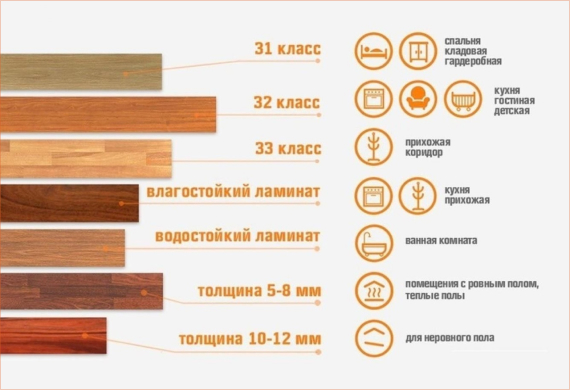 31 класс
спальня
кладовая
гардеробная
32 класс
кухня
гостиная
детская
33 класс
прихожая
коридор
влагостойкий ламинат
кухня
прихожая
водостойкий ламинат
ванная комната
толщина 5-8 мм
помещения с ровным полом,
теплые полы
толщина 10-12 мм
для неровного пола